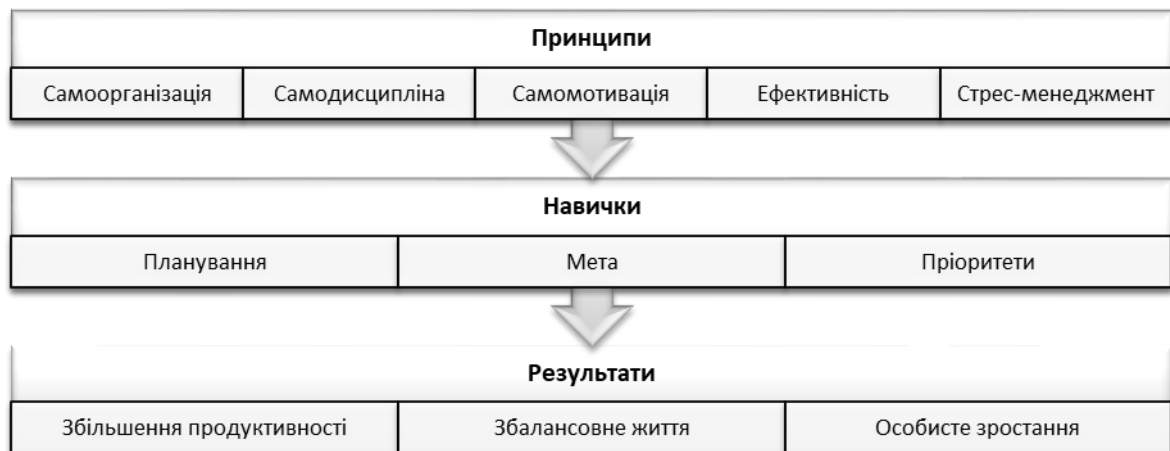 Принципи
Самоорганізація Самодисципліна Самомотивація Ефективність Стрес-менеджмент
Навички
Планування Мета Пріоритети
Результати
Збільшення продуктивності Збалансовне життя Особисте зростання